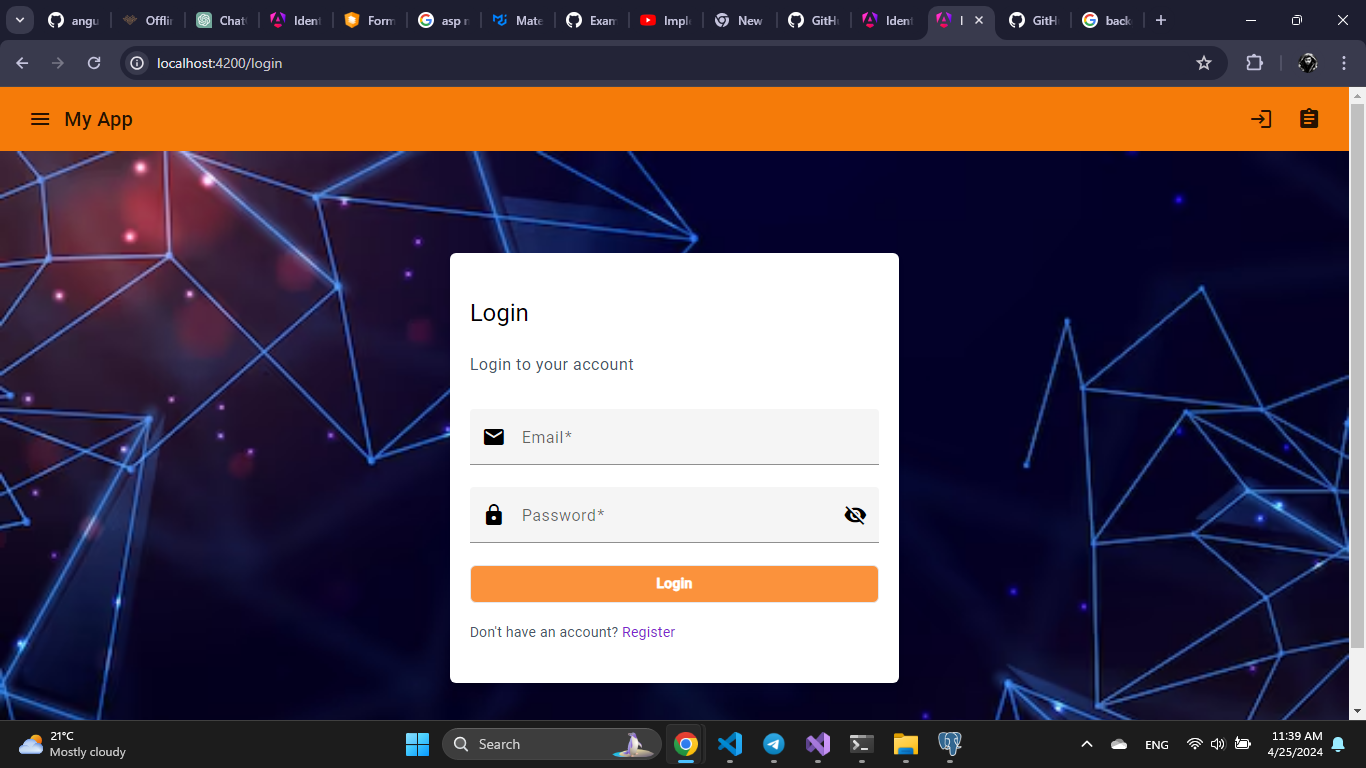 angu
Offlin
Chat
Ident
Form
asp n
Mate
Exam
Imple
New
GitH
Ident
I
GitH
back
localhost:4200/login
My App
Login
Login to your account
Email*
Password*
Login
Don't have an account? Register
21°C
Mostly cloudy
Search
ENG
11:39 AM
4/25/2024